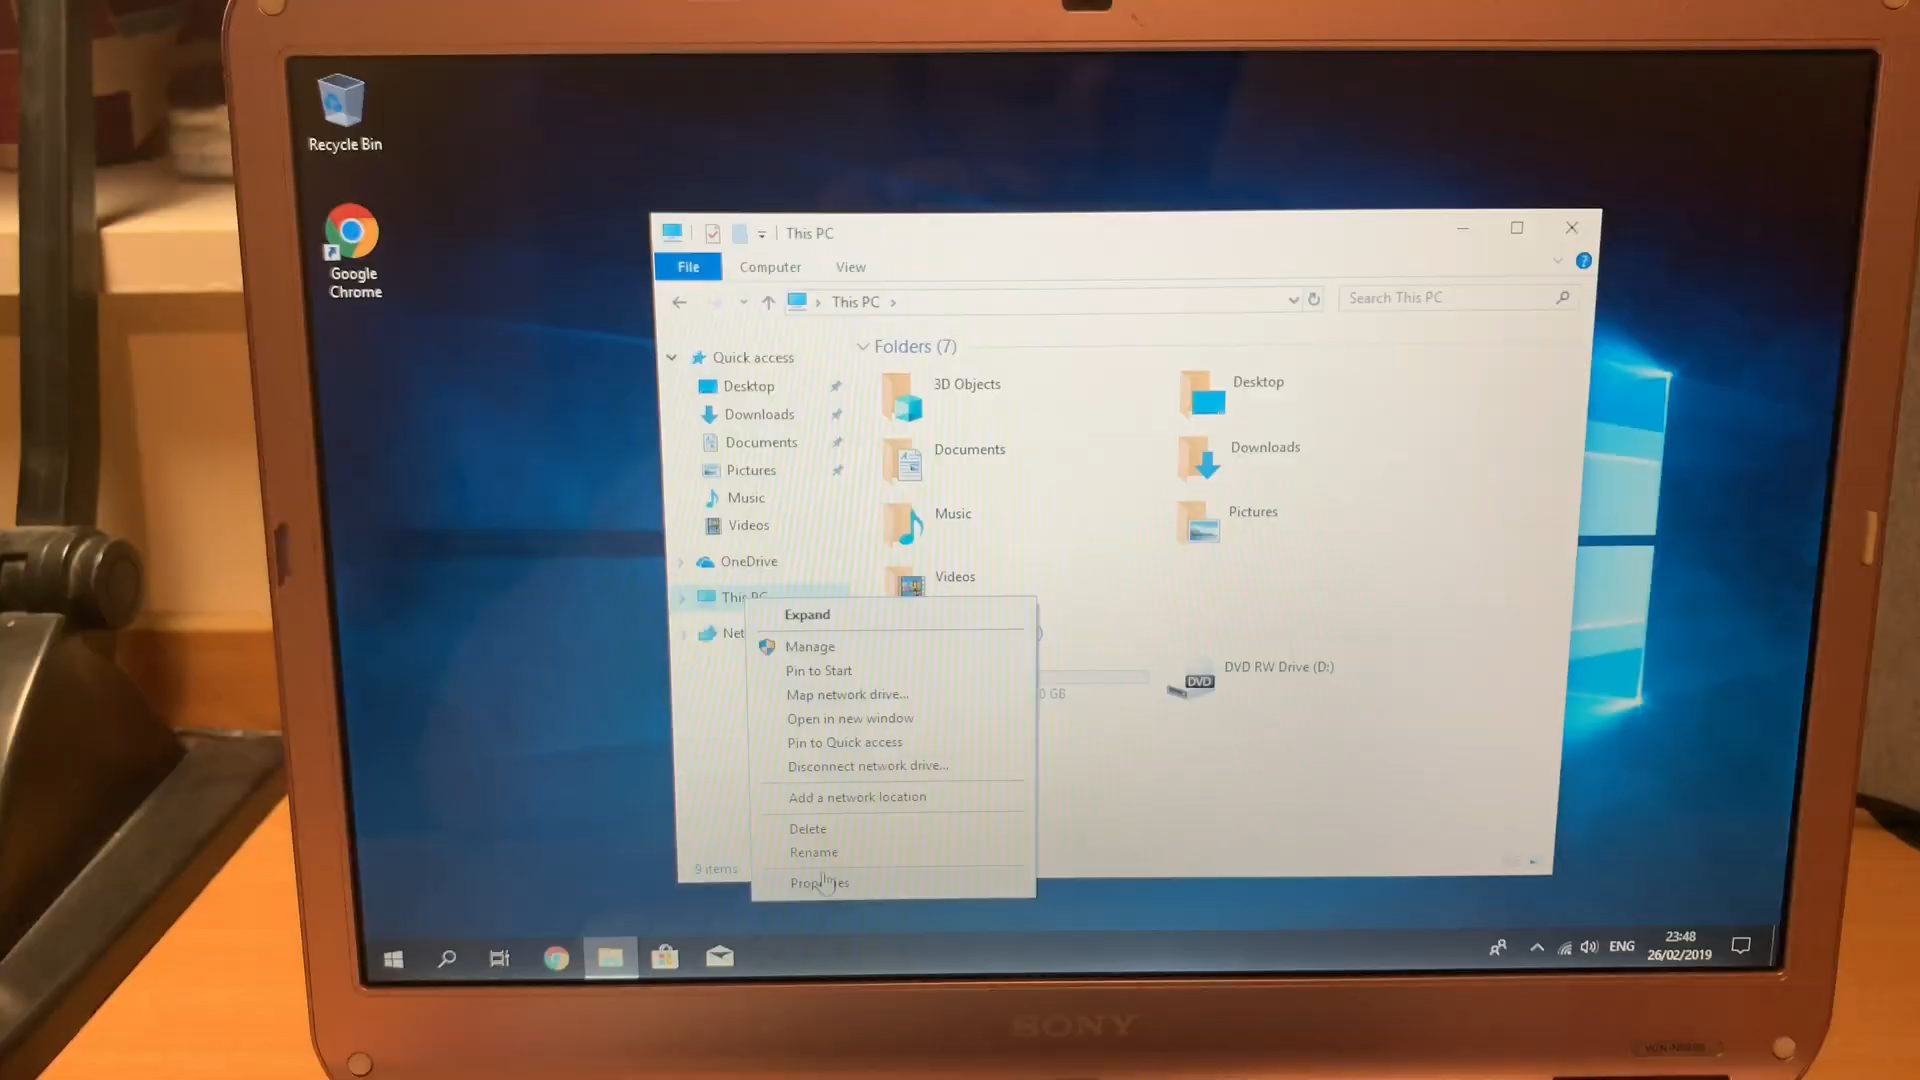 Recycle Bin
Google
Chrome
This PC
File
Computer
View
This PC
Search This PC
Quick access
Desktop
Downloads
Documents
Pictures
Music
Videos
OneDrive
This PC
Net
Folders (7)
3D Objects
Desktop
Documents
Downloads
Music
Pictures
Videos
DVD RW Drive (D:)
DVD
0 GB
Expand
Manage
Pin to Start
Map network drive...
Open in new window
Pin to Quick access
Disconnect network drive...
Add a network location
Delete
Rename
Properties
9 items
ENG
23:48
26/02/2019
SONY